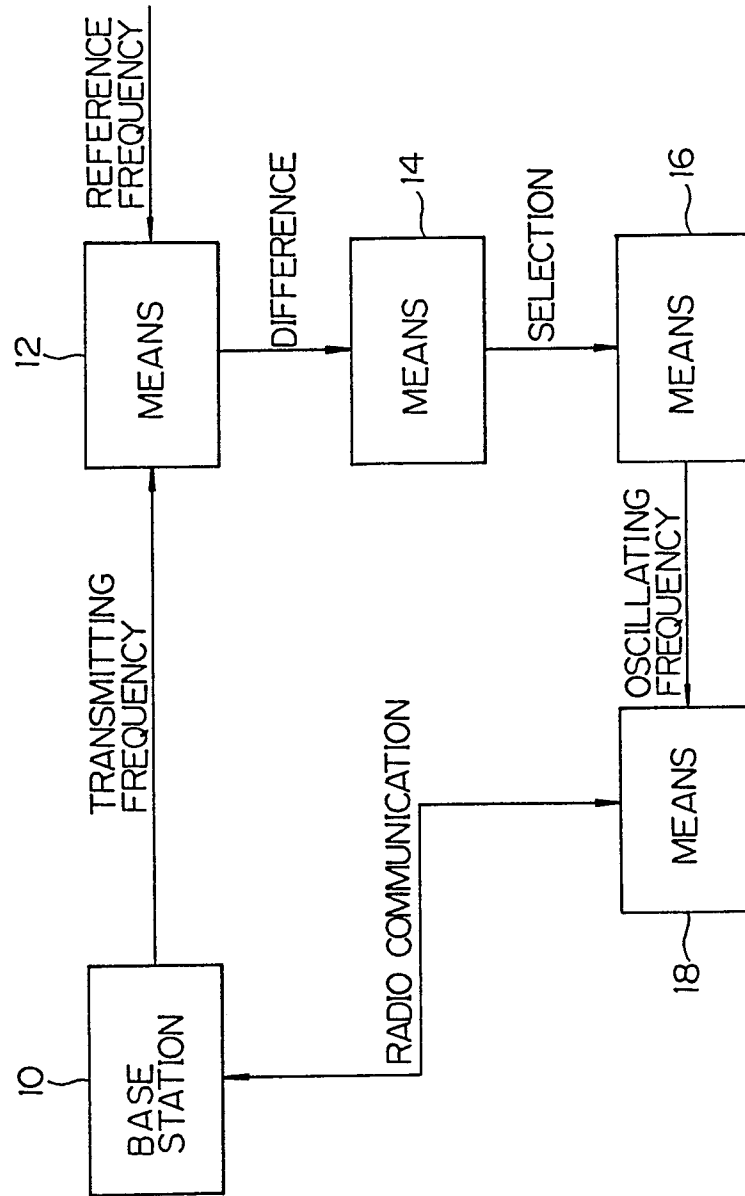 10
BASE
STATION
TRANSMITTING
FREQUENCY
12
MEANS
REFERENCE
FREQUENCY
DIFFERENCE
14
MEANS
SELECTION
16
MEANS
OSCILLATING
FREQUENCY
18
MEANS
RADIO COMMUNICATION